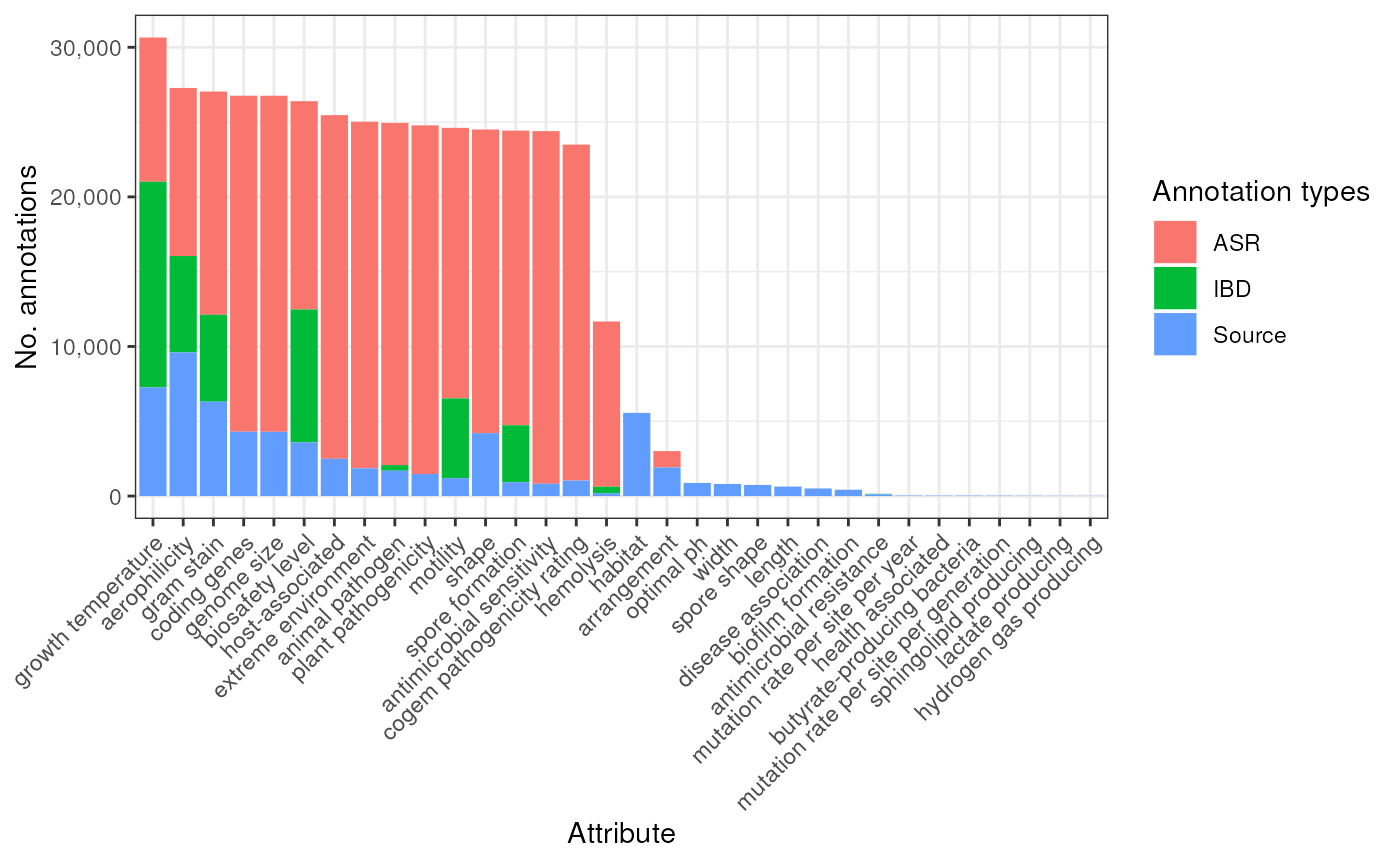 30,000
20,000
10,000
0
No. annotations
growth temperature
aerophilicity
gram stain
coding genes
genome size
biosafety level
host-associated
extreme environment
animal pathogen
plant pathogenicity
motility
shape
spore formation
antimicrobial sensitivity
cogem pathogenicity rating
hemolysis
habitat
arrangement
optimal ph
width
spore shape
length
disease association
biofilm formation
antimicrobial resistance
mutation rate per site per year
health associated
butyrate-producing bacteria
mutation rate per site per generation
sphingolipid producing
lactate producing
hydrogen gas producing
Attribute
Annotation types
ASR
IBD
Source